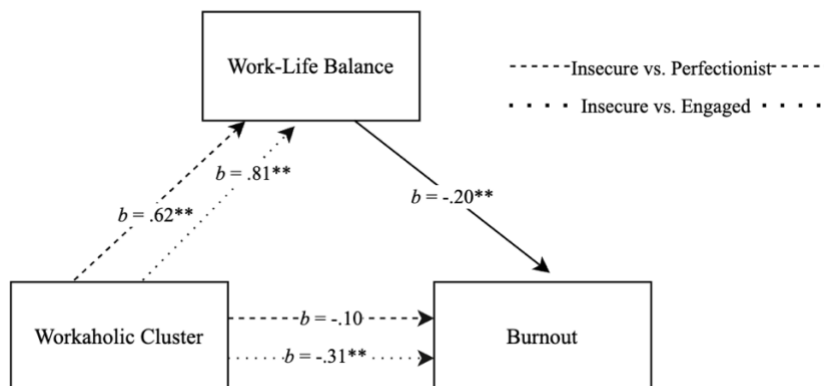 Work-Life Balance
------Insecure vs. Perfectionist-----
. . . . Insecure vs. Engaged . . . .
b = .81**
b = -.20**
b = .62**
b = -.10
Workaholic Cluster
Burnout
b = -.31**